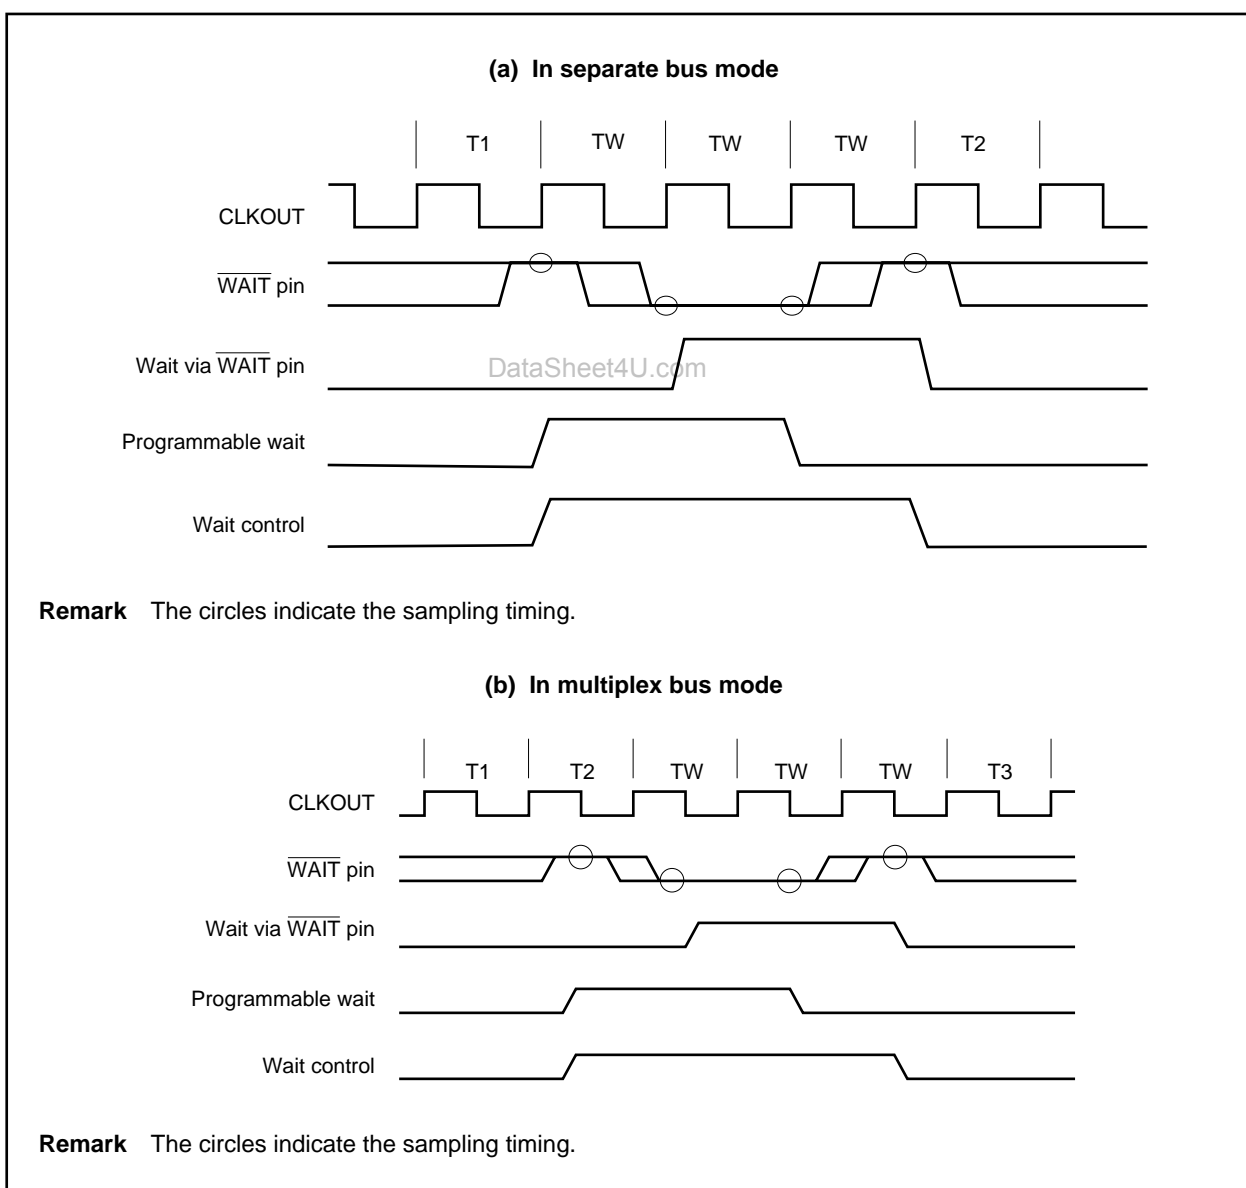 (a) In separate bus mode
T1 TW TW TW T2
CLKOUT
WAIT pin
Wait via WAIT pin
DataSheet4U.com
Programmable wait
Wait control
Remark The circles indicate the sampling timing.
(b) In multiplex bus mode
T1 T2 TW TW TW T3
CLKOUT
WAIT pin
Wait via WAIT pin
Programmable wait
Wait control
Remark The circles indicate the sampling timing.